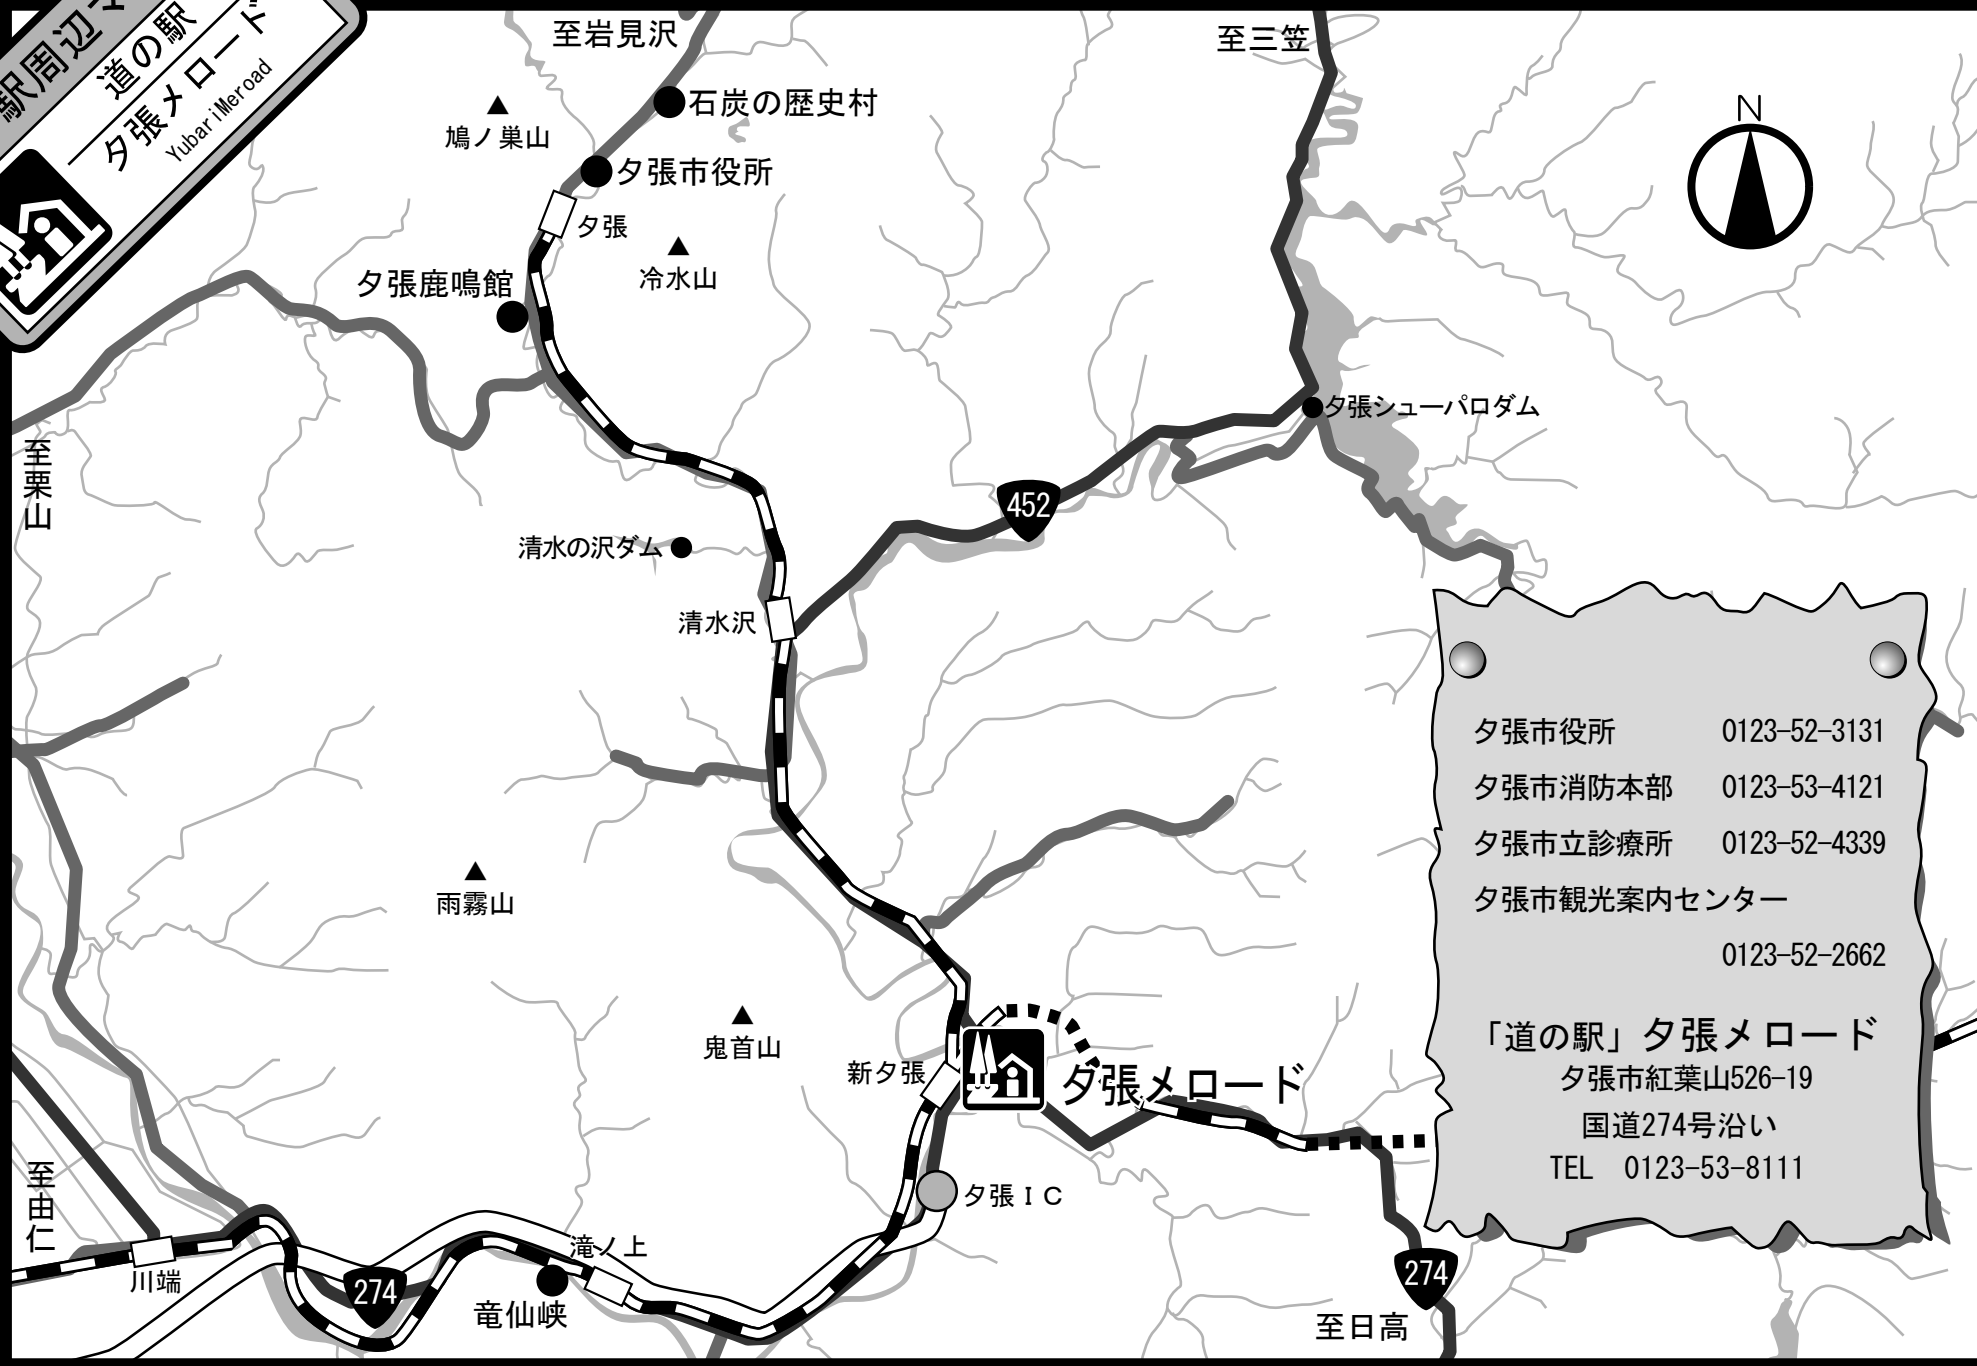 駅周辺マ
道の駅
夕張メロード
YubariMeroad
至岩見沢
至三笠
石炭の歴史村
鳩ノ巣山
夕張市役所
夕張
冷水山
夕張鹿鳴館
N
夕張シューパロダム
至栗山
452
清水の沢ダム
清水沢
雨霧山
鬼首山
新夕張
夕張メロード
夕張IC
至由仁
川端
274
滝ノ上
竜仙峡
274
至日高
夕張市役所 0123-52-3131
夕張市消防本部 0123-53-4121
夕張市立診療所 0123-52-4339
夕張市観光案内センター
0123-52-2662
「道の駅」夕張メロード
夕張市紅葉山526-19
国道274号沿い
TEL 0123-53-8111